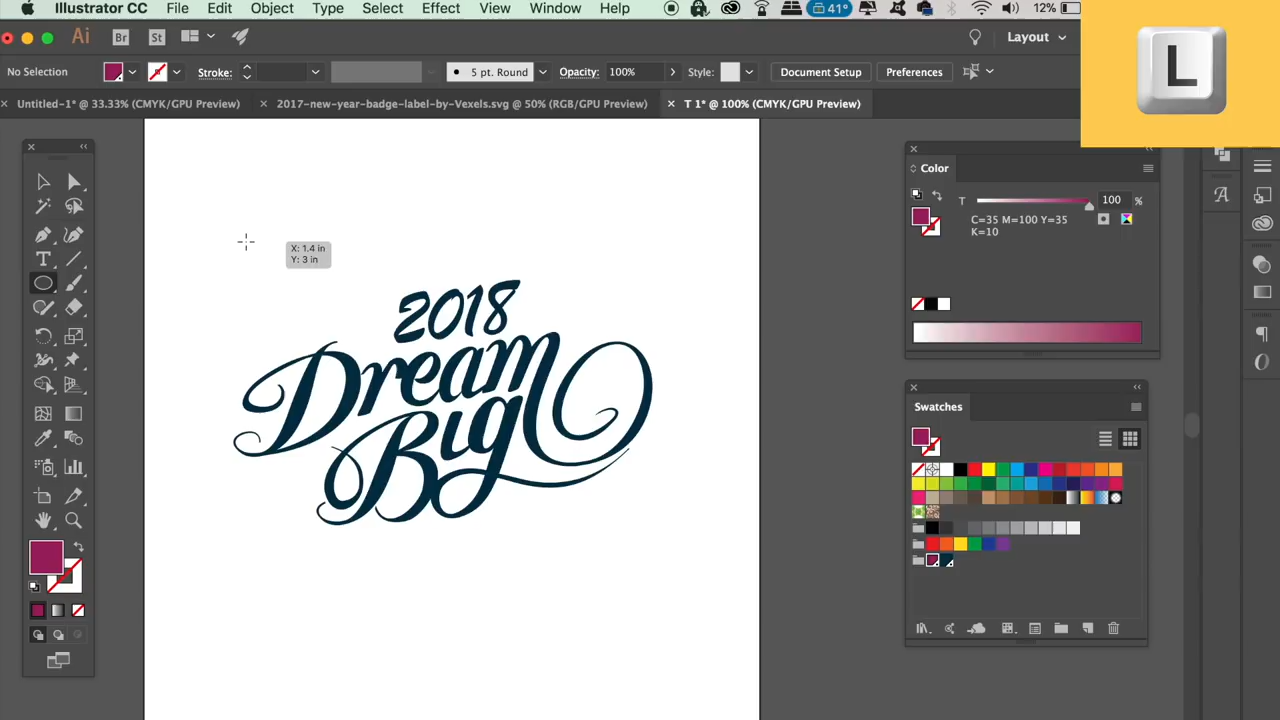 Illustrator CC File Edit Object Type Select Effect View Window Help 41° 12%
Ai Br St Layout
L
No Selection Stroke: 5 pt. Round Opacity: 100% Style: Document Setup Preferences
Untitled-1* @ 33.33% (CMYK/GPU Preview) 2017-new-year-badge-label-by-Vexels.svg @ 50% (RGB/GPU Preview) T 1* @ 100% (CMYK/GPU Preview)
Color
T 100 %
C=35 M=100 Y=35
K=10
X: 1.4 in
Y: 3 in
2018
Dream
Big
Swatches